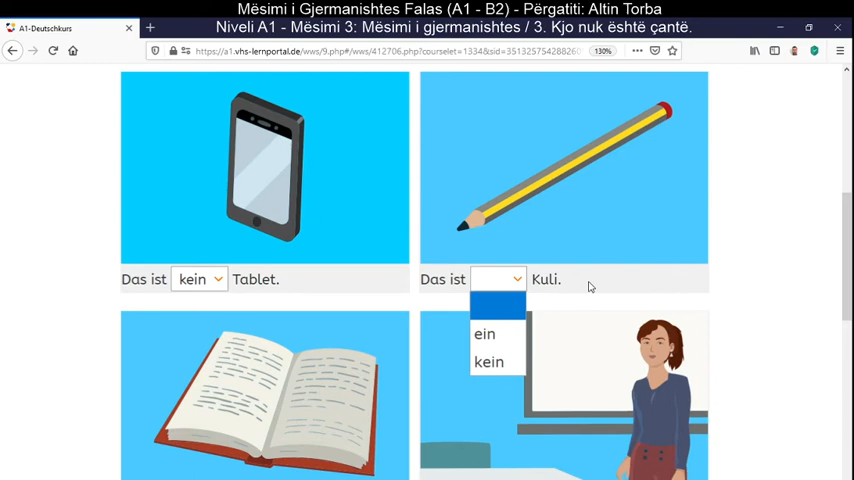 Mësimi i Gjermanishtes Falas (A1 - B2) - Përgatiti: Altin Torba
Niveli A1 - Mësimi 3: Mësimi i gjermanishtes / 3. Kjo nuk është çantë.
A1-Deutschkurs
https://a1.vhs-lernportal.de/wws/9.php#/wws/412706.php?courselet=1334&sid=3513257542882605
130%
Das ist kein Tablet.
Das ist Kuli.
ein
kein